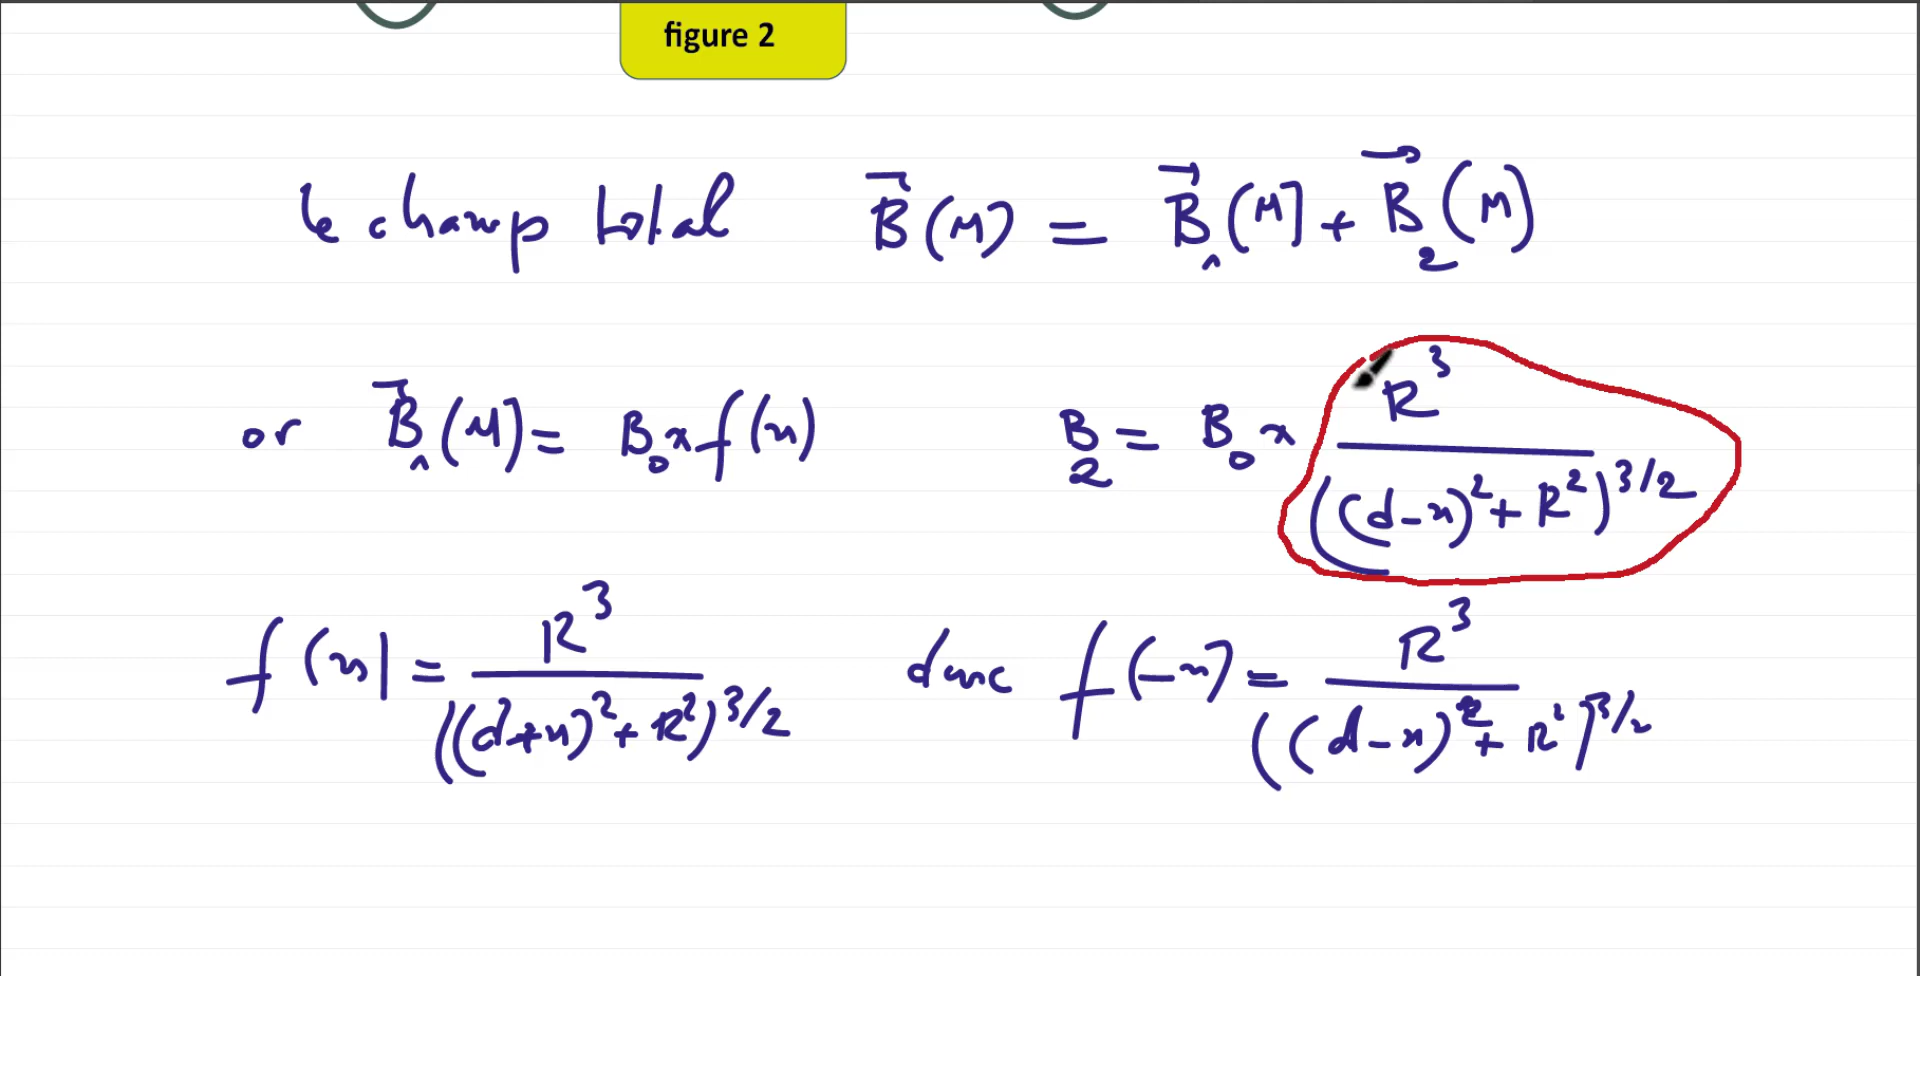 figure 2
le champ total B⃗(M) = B⃗₁(M) + B⃗₂(M)
or B⃗₁(M) = B₀ x f(x) B₂ = B₀ x R³ / ((d-x)² + R²)^3/2
f(x) = R³ / ((d+x)² + R²)^3/2 donc f(-x) = R³ / ((d-x)² + R²)^3/2